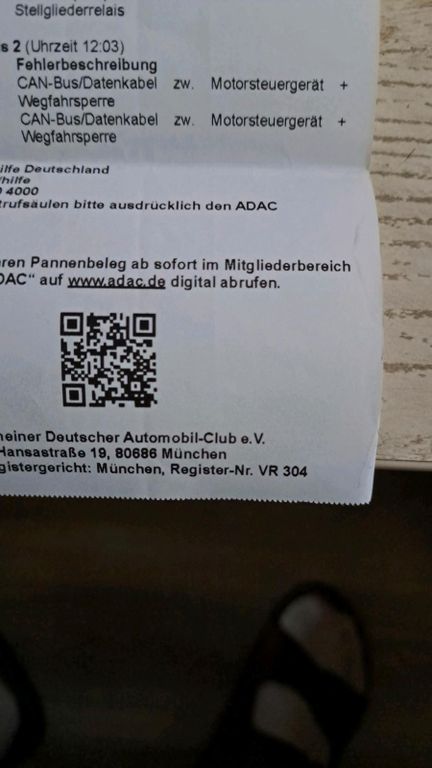 Stellgliederrelais
s 2 (Uhrzeit 12:03)
Fehlerbeschreibung
CAN-Bus/Datenkabel zw. Motorsteuergerät +
Wegfahrsperre
CAN-Bus/Datenkabel zw. Motorsteuergerät +
Wegfahrsperre
ilfe Deutschland
hilfe
0 4000
trufsäulen bitte ausdrücklich den ADAC
ren Pannenbeleg ab sofort im Mitgliederbereich
DAC“ auf www.adac.de digital abrufen.
neiner Deutscher Automobil-Club e.V.
Hansastraße 19, 80686 München
gistergericht: München, Register-Nr. VR 304